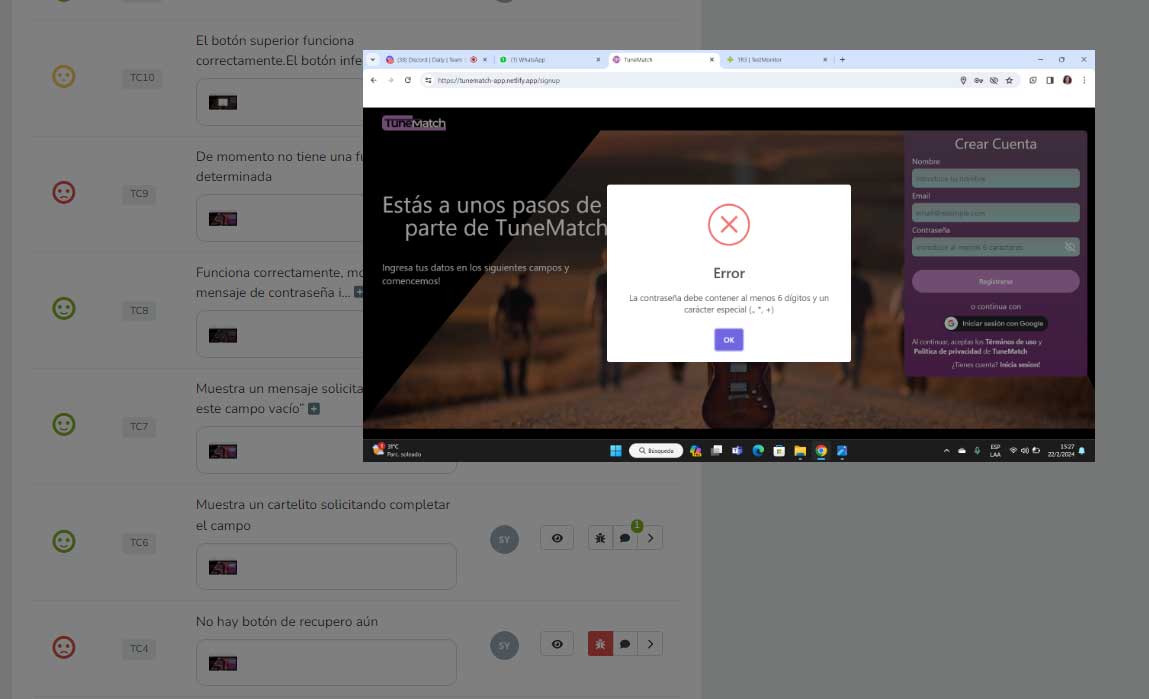 El botón superior funciona
correctamente.El botón infe
TC10
De momento no tiene una fu
determinada
TC9
Funciona correctamente, mo
mensaje de contraseña i...
TC8
Muestra un mensaje solicita
este campo vacío”
TC7
Muestra un cartelito solicitando completar
el campo
TC6
SY
1
No hay botón de recupero aún
TC4
SY
(38) Discord | Daily | Team
(1) WhatsApp
TuneMatch
TR3 | TestMonitor
https://tunematch-app.netlify.app/signup
TuneMatch
Estás a unos pasos de
parte de TuneMatch
Ingresa tus datos en los siguientes campos y
comencemos!
Error
La contraseña debe contener al menos 6 dígitos y un
carácter especial (,, *, +)
OK
Crear Cuenta
Nombre
Introduce tu nombre
Email
email@example.com
Contraseña
Introduce al menos 6 caracteres
Registrarse
o continua con
Iniciar sesión con Google
Al continuar, aceptas los Términos de uso y
Política de privacidad de TuneMatch
¿Tienes cuenta? Inicia sesion!
31°C
Parc. soleado
Búsqueda
ESP
LAA
15:27
22/2/2024